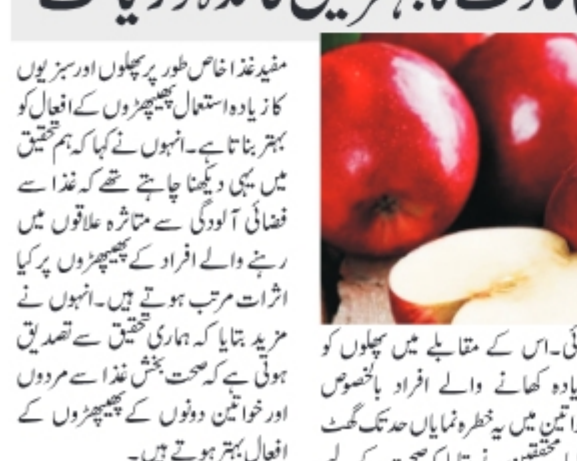 مفید غذا خاص طور پر پھلوں اور سبزیوں
کا زیادہ استعمال پھیپھڑوں کے افعال کو
بہتر بناتا ہے۔ انہوں نے کہا کہ ہم تحقیق
میں یہی دیکھنا چاہتے تھے کہ غذا سے
فضائی آلودگی سے متاثرہ علاقوں میں
رہنے والے افراد کے پھیپھڑوں پر کیا
اثرات مرتب ہوتے ہیں۔ انہوں نے
مزید بتایا کہ ہماری تحقیق سے تصدیق
ہوئی ہے کہ صحت بخش غذا سے مردوں
اور خواتین دونوں کے پھیپھڑوں کے
افعال بہتر ہوتے ہیں۔
اس کے مقابلے میں پھلوں کو
کھانے والے افراد بالخصوص
میں یہ خطرہ نمایاں حد تک گھٹ